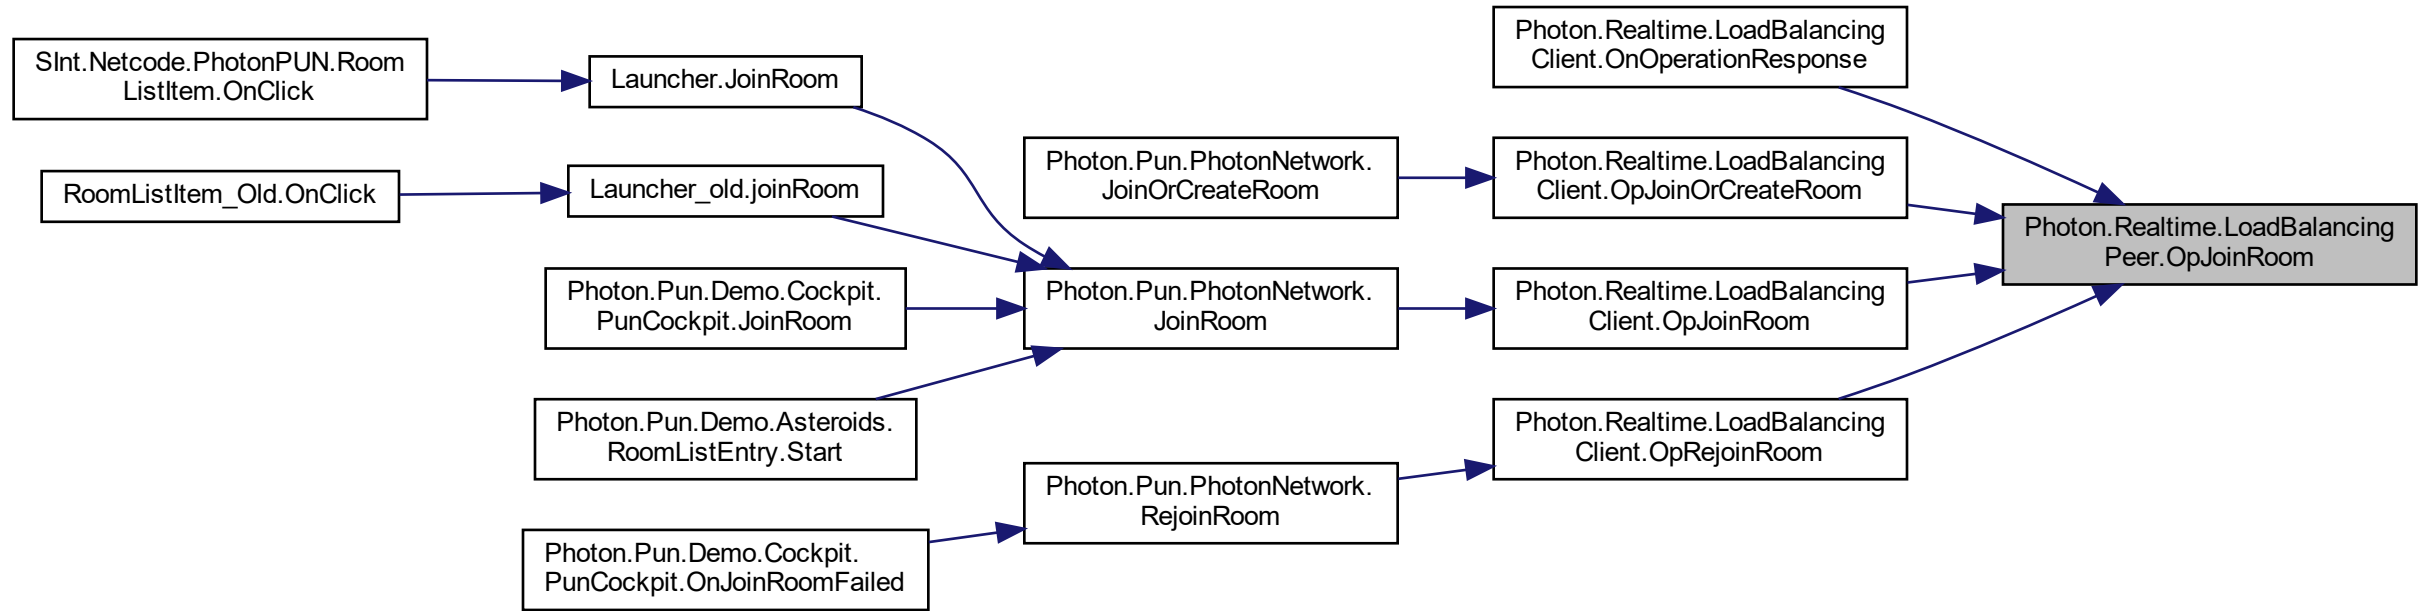 SInt.Netcode.PhotonPUN.Room
ListItem.OnClick
RoomListItem_Old.OnClick
Launcher.JoinRoom
Launcher_old.joinRoom
Photon.Pun.Demo.Cockpit.
PunCockpit.JoinRoom
Photon.Pun.Demo.Asteroids.
RoomListEntry.Start
Photon.Pun.Demo.Cockpit.
PunCockpit.OnJoinRoomFailed
Photon.Pun.PhotonNetwork.
JoinOrCreateRoom
Photon.Pun.PhotonNetwork.
JoinRoom
Photon.Pun.PhotonNetwork.
RejoinRoom
Photon.Realtime.LoadBalancing
Client.OnOperationResponse
Photon.Realtime.LoadBalancing
Client.OpJoinOrCreateRoom
Photon.Realtime.LoadBalancing
Client.OpJoinRoom
Photon.Realtime.LoadBalancing
Client.OpRejoinRoom
Photon.Realtime.LoadBalancing
Peer.OpJoinRoom